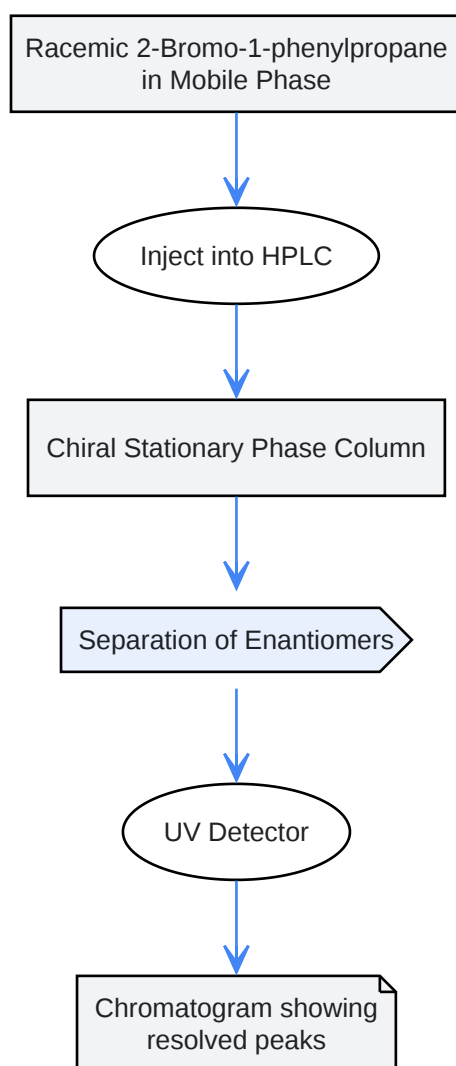 Racemic 2-Bromo-1-phenylpropane
in Mobile Phase
Inject into HPLC
Chiral Stationary Phase Column
Separation of Enantiomers
UV Detector
Chromatogram showing
resolved peaks